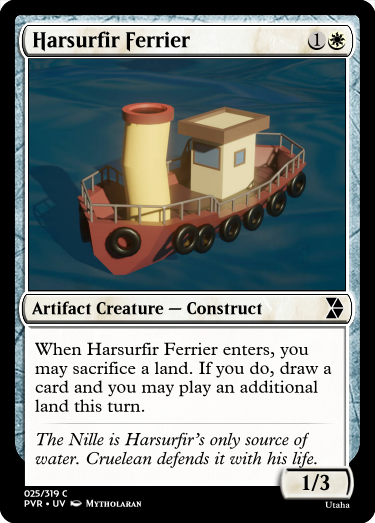 Harsurfir Ferrier 1
Artifact Creature — Construct
When Harsurfir Ferrier enters, you
may sacrifice a land. If you do, draw a
card and you may play an additional
land this turn.
The Nille is Harsurfir's only source of
water. Cruelean defends it with his life.
1/3
025/319 C
PVR • UV Mytholaran
Utaha